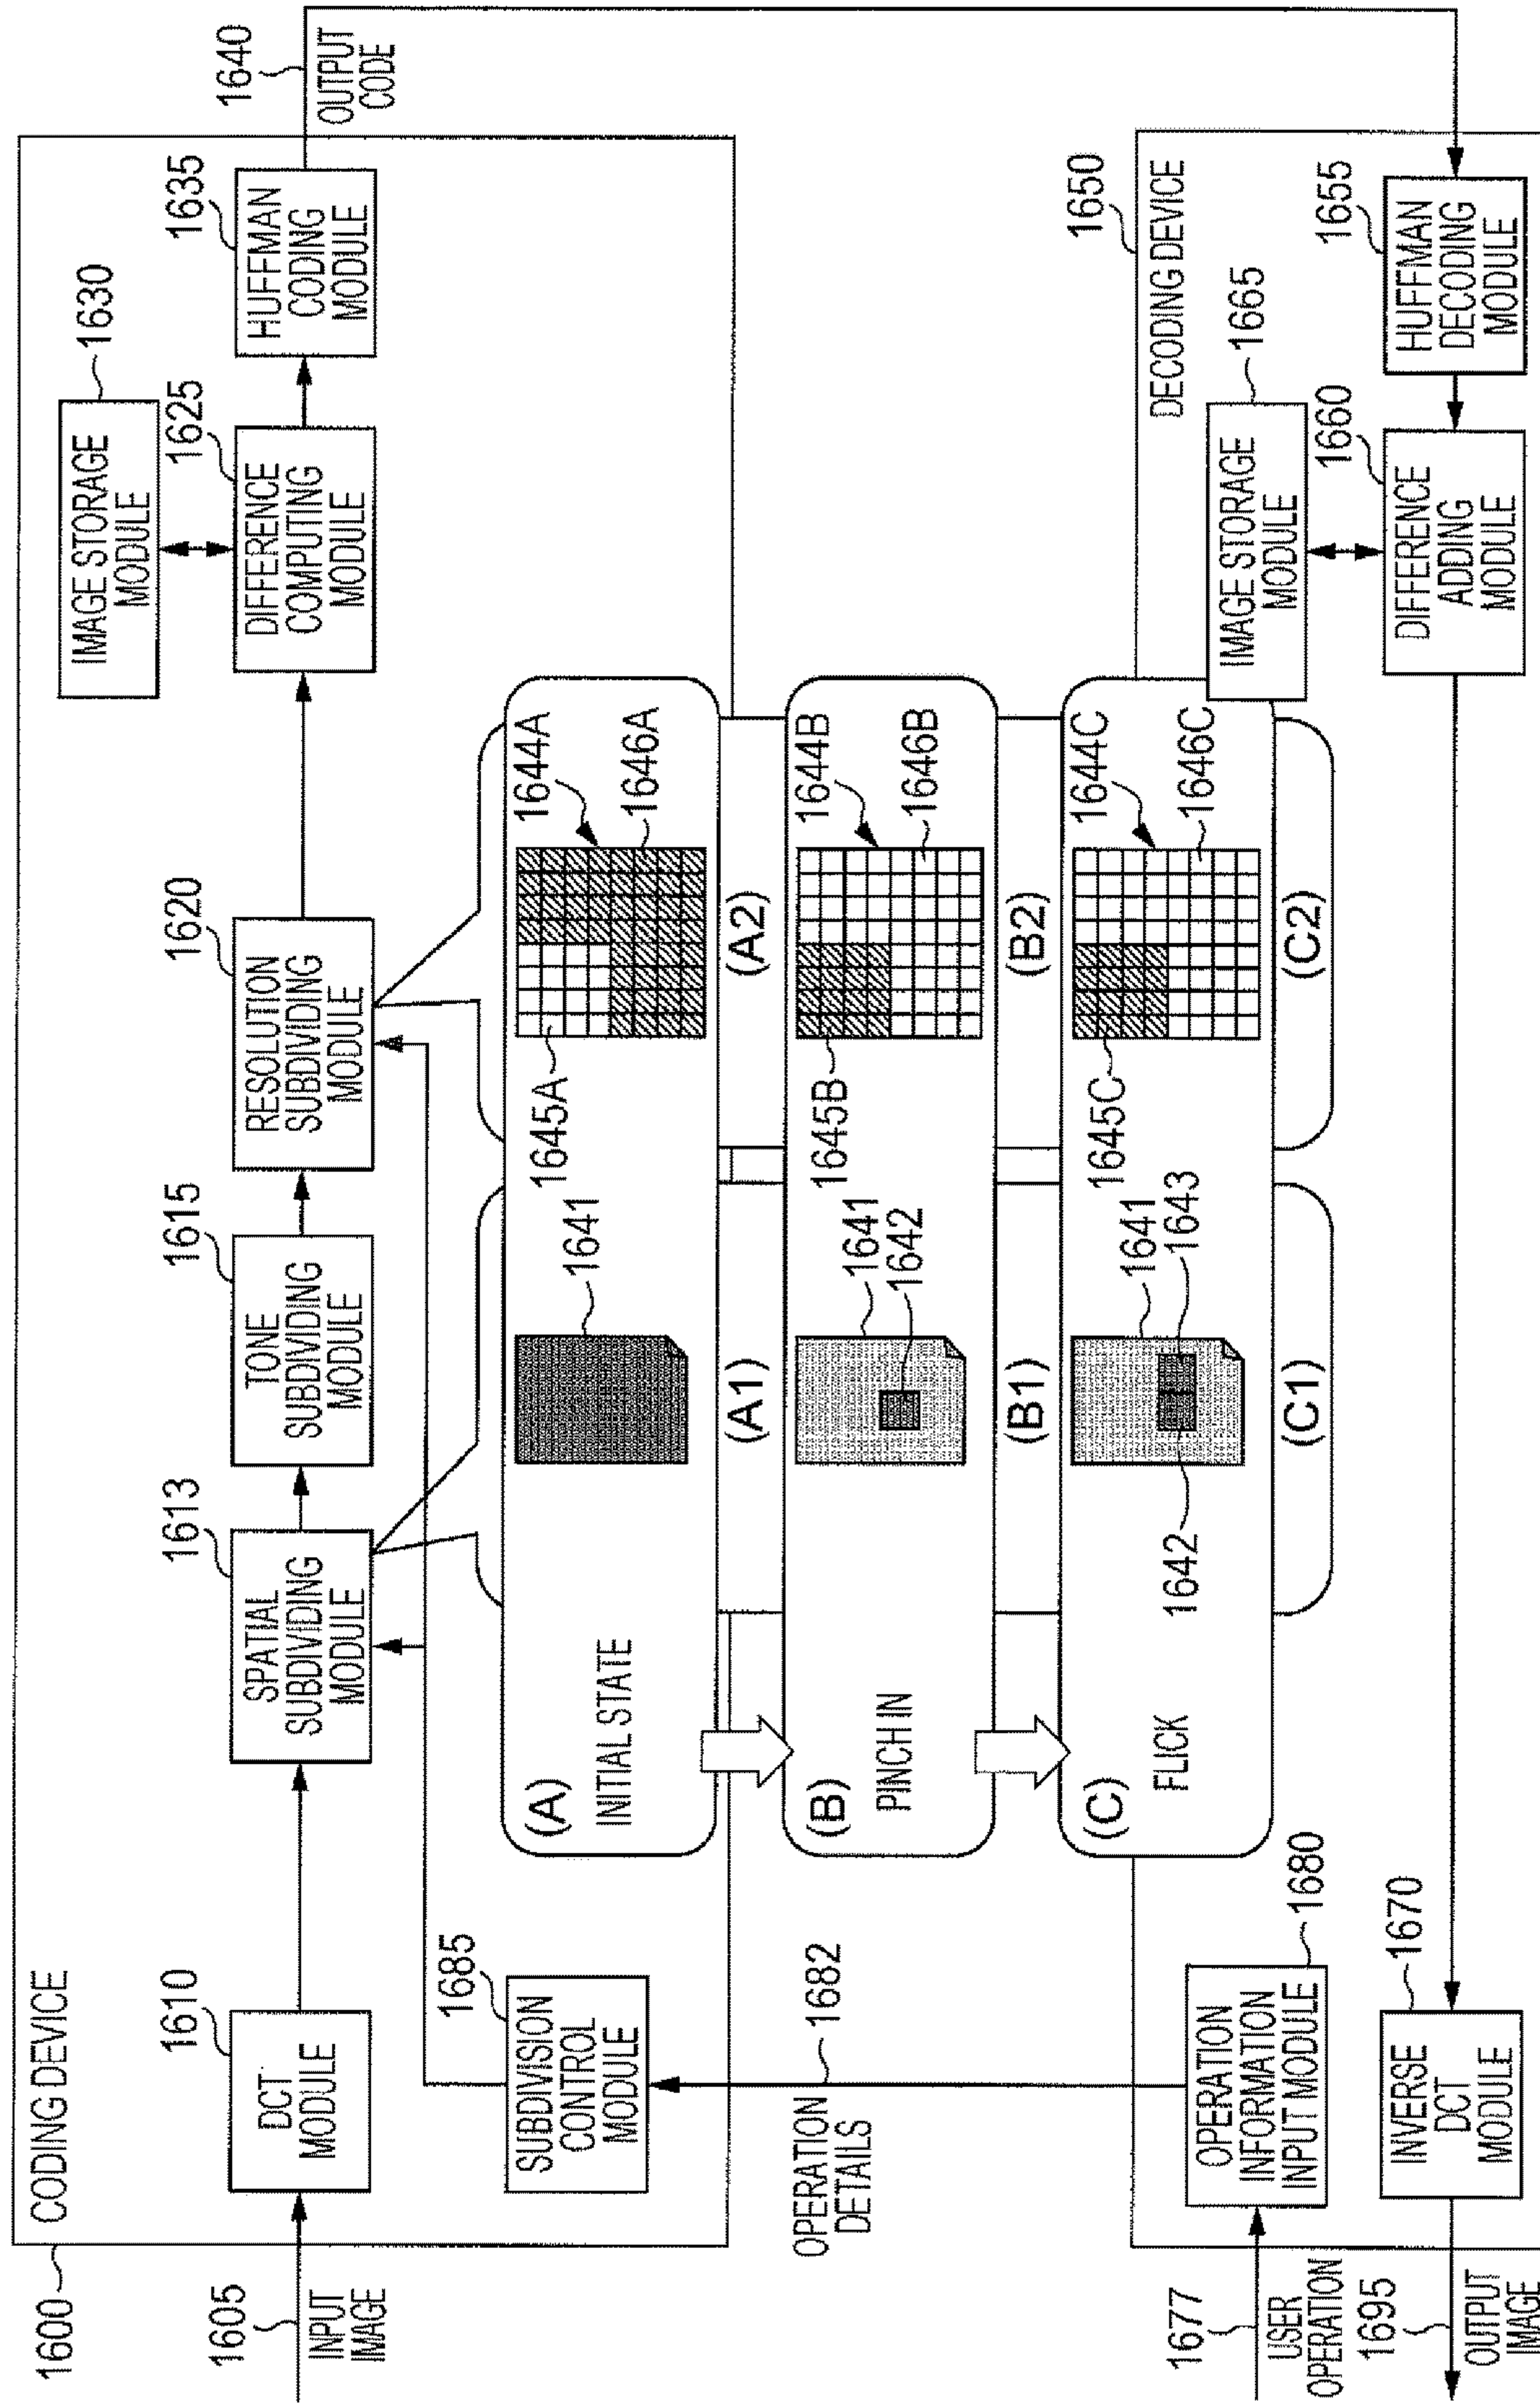 1600
CODING DEVICE
1605
INPUT
IMAGE
1610
DCT
MODULE
1613
SPATIAL
SUBDIVIDING
MODULE
1615
TONE
SUBDIVIDING
MODULE
1620
RESOLUTION
SUBDIVIDING
MODULE
1625
DIFFERENCE
COMPUTING
MODULE
1630
IMAGE STORAGE
MODULE
1635
HUFFMAN
CODING
MODULE
1640
OUTPUT
CODE
1685
SUBDIVISION
CONTROL
MODULE
(A)
INITIAL STATE
1641
1645A
1644A
1646A
(A1)
(A2)
OPERATION
DETAILS
1682
(B)
PINCH IN
1641
1642
1645B
1644B
1646B
(B1)
(B2)
(C)
FLICK
1642
1641
1643
1645C
1644C
1646C
(C1)
(C2)
1650
DECODING DEVICE
1677
USER
OPERATION
1680
OPERATION
INFORMATION
INPUT MODULE
1665
IMAGE STORAGE
MODULE
1655
HUFFMAN
DECODING
MODULE
1660
DIFFERENCE
ADDING
MODULE
1670
INVERSE
DCT
MODULE
1695
OUTPUT
IMAGE